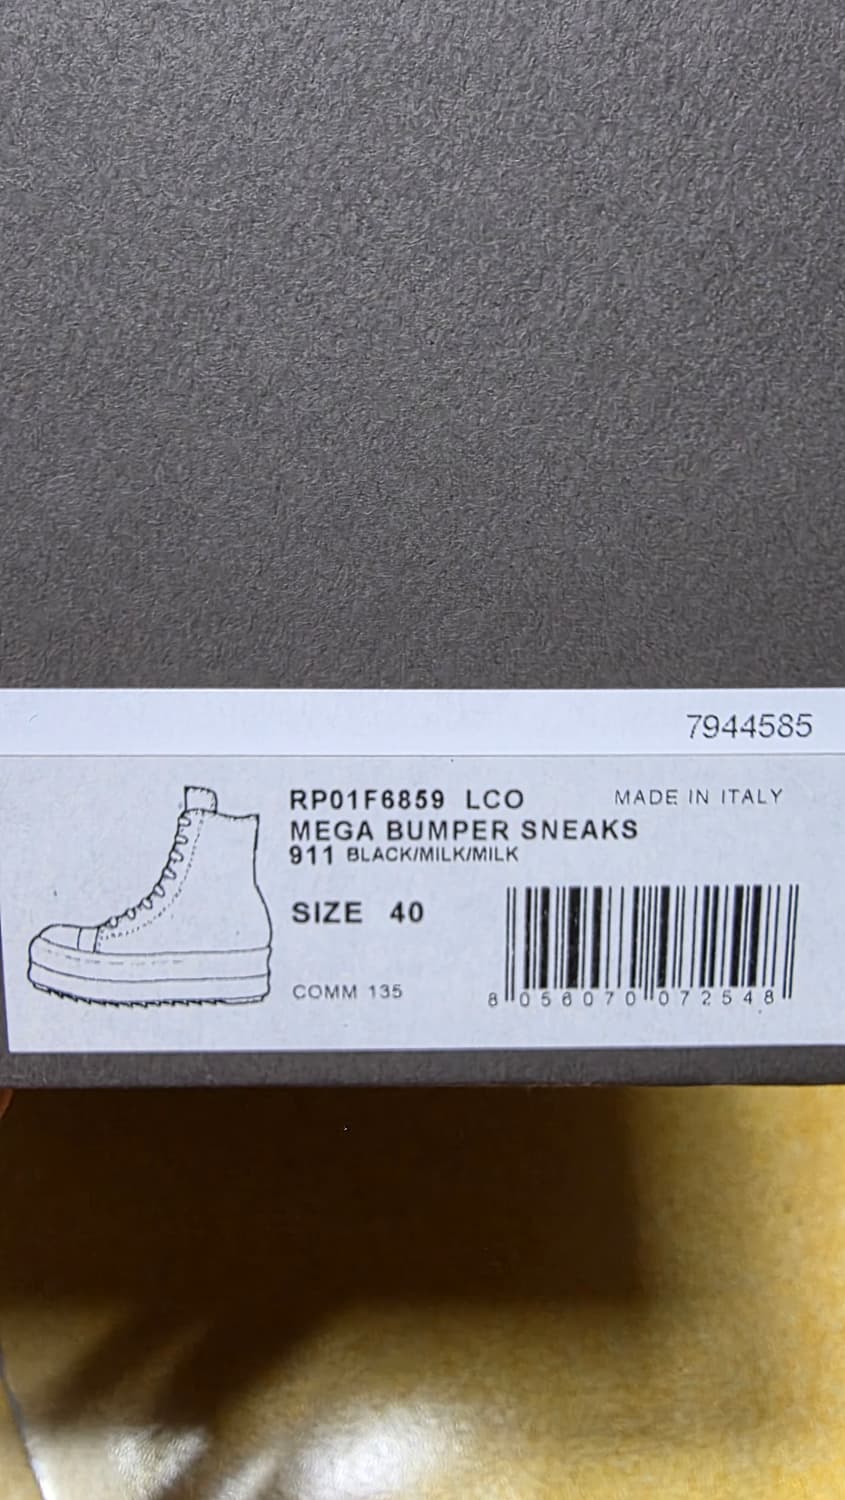 7944585
RP01F6859 LCO MADE IN ITALY
MEGA BUMPER SNEAKS
911 BLACK/MILK/MILK
SIZE 40
COMM 135
8 056070 072548